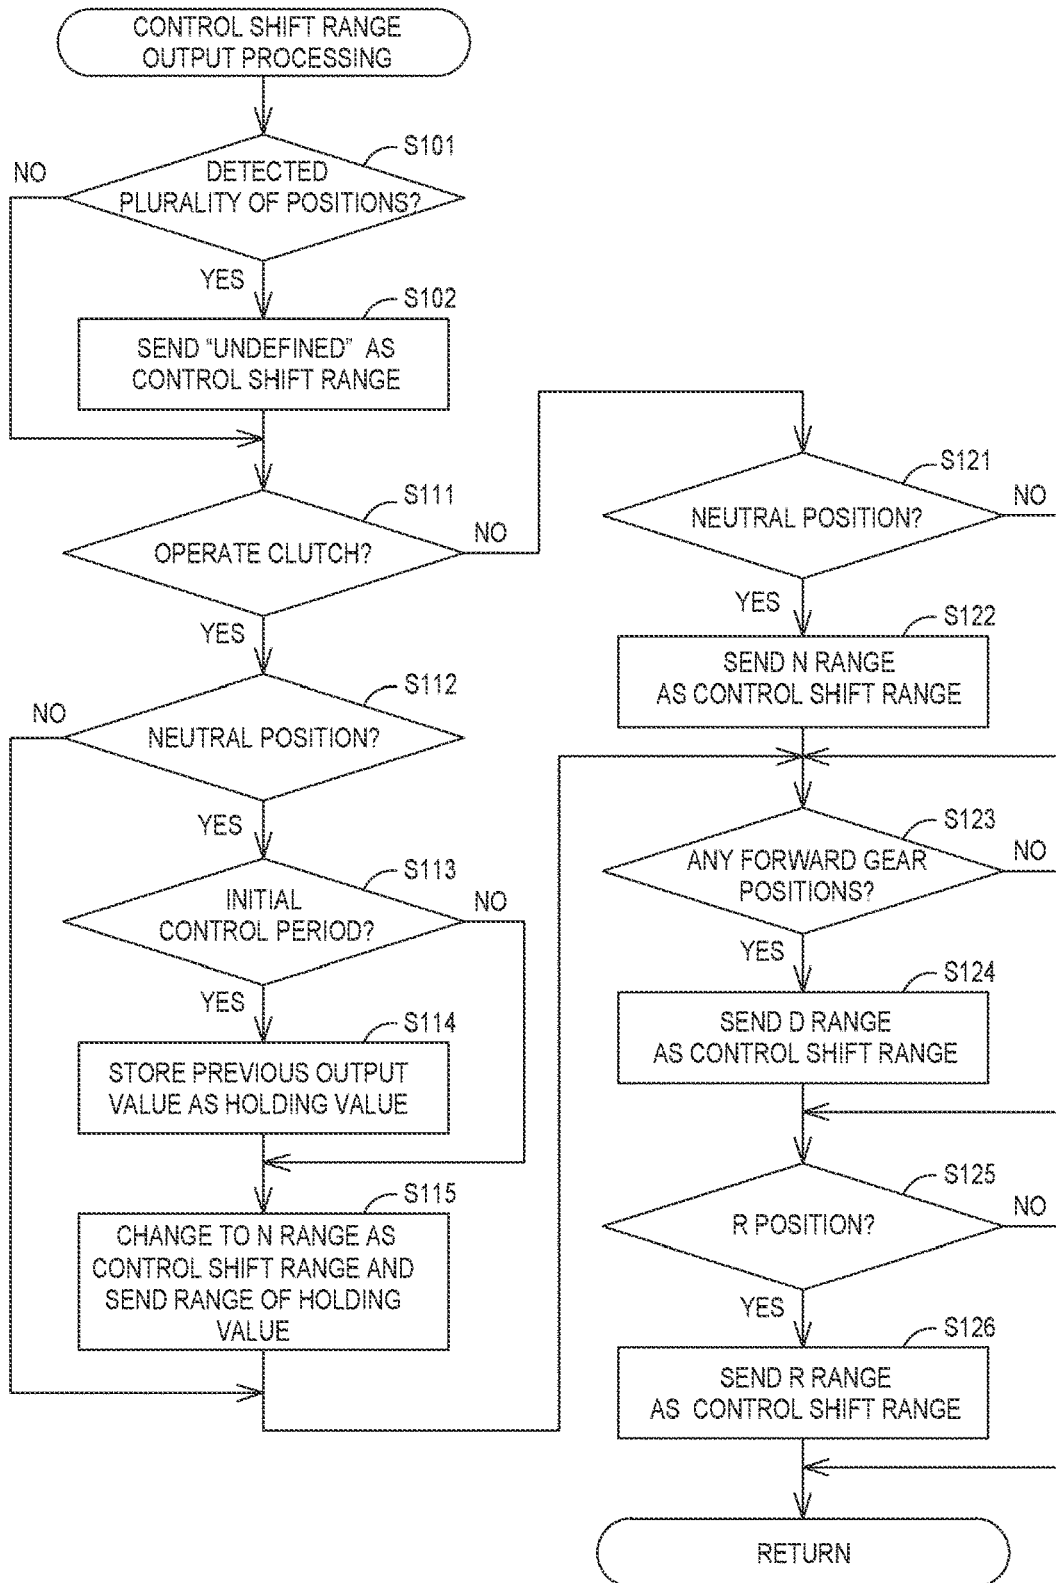 CONTROL SHIFT RANGE
OUTPUT PROCESSING
S101
NO
DETECTED
PLURALITY OF POSITIONS?
YES
S102
SEND "UNDEFINED" AS
CONTROL SHIFT RANGE
S111
NO
OPERATE CLUTCH?
YES
S112
NO
NEUTRAL POSITION?
YES
S113
INITIAL
CONTROL PERIOD?
NO
YES
S114
STORE PREVIOUS OUTPUT
VALUE AS HOLDING VALUE
S115
CHANGE TO N RANGE AS
CONTROL SHIFT RANGE AND
SEND RANGE OF HOLDING
VALUE
S121
NO
NEUTRAL POSITION?
YES
S122
SEND N RANGE
AS CONTROL SHIFT RANGE
S123
ANY FORWARD GEAR
POSITIONS?
NO
YES
S124
SEND D RANGE
AS CONTROL SHIFT RANGE
S125
NO
R POSITION?
YES
S126
SEND R RANGE
AS CONTROL SHIFT RANGE
RETURN